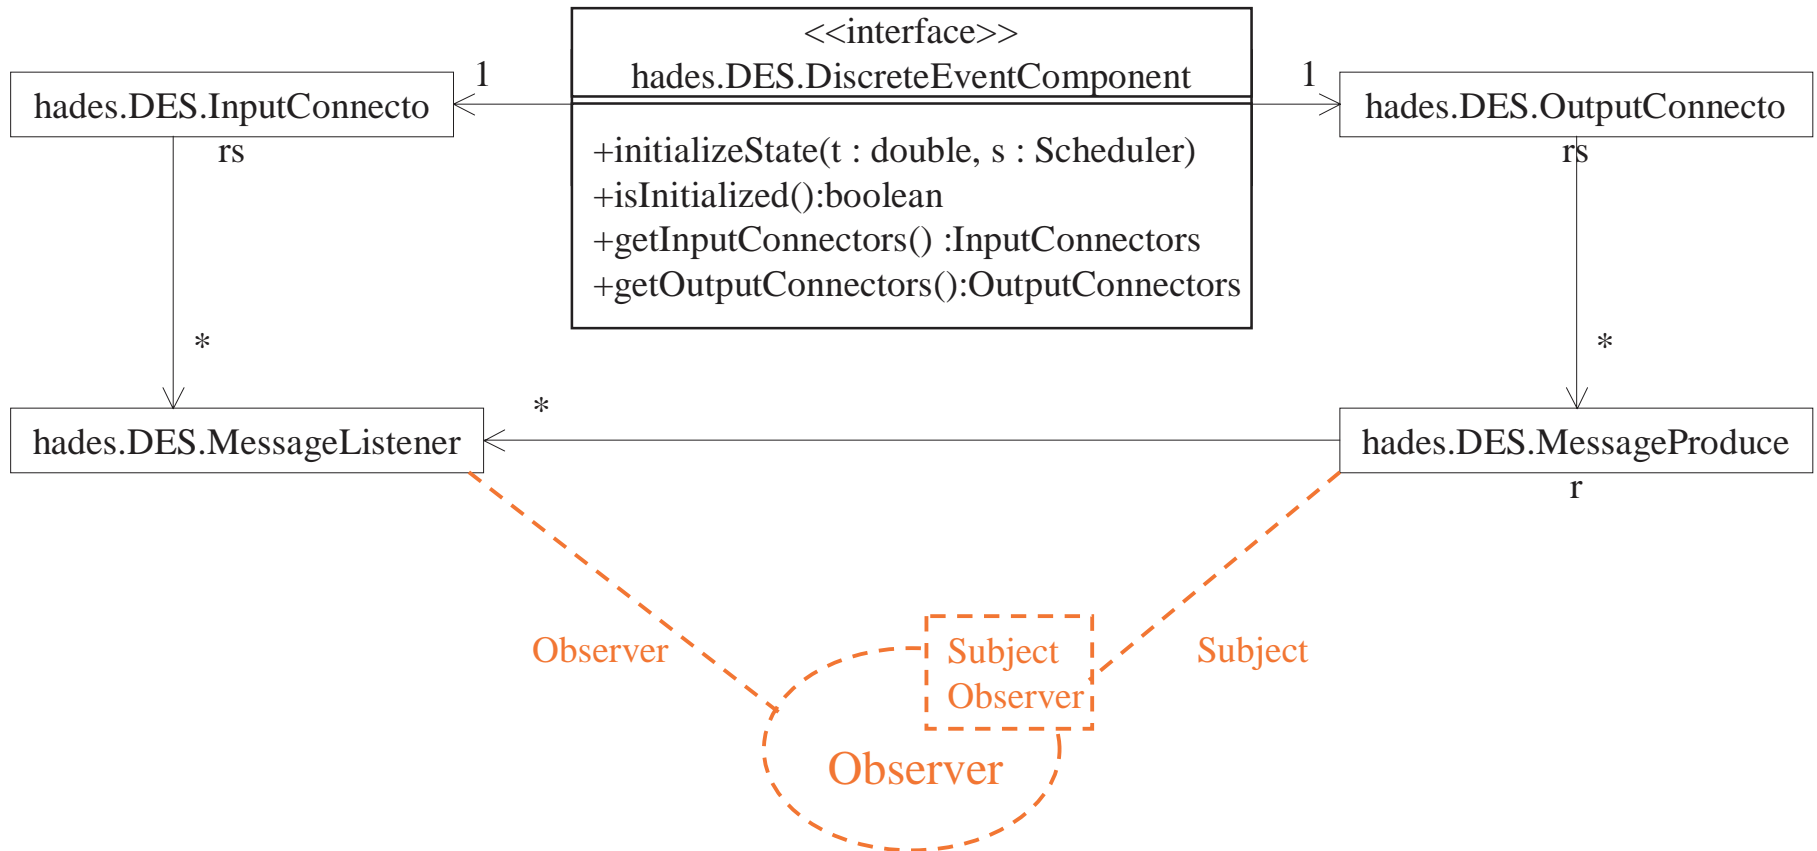 <<interface>>
hades.DES.DiscreteEventComponent
1
1
hades.DES.InputConnecto
rs
hades.DES.OutputConnecto
rs
+initializeState(t : double, s : Scheduler)
+isInitialized():boolean
+getInputConnectors() :InputConnectors
+getOutputConnectors():OutputConnectors
*
*
*
hades.DES.MessageListener
hades.DES.MessageProduce
r
Observer
Subject
Observer
Subject
Observer